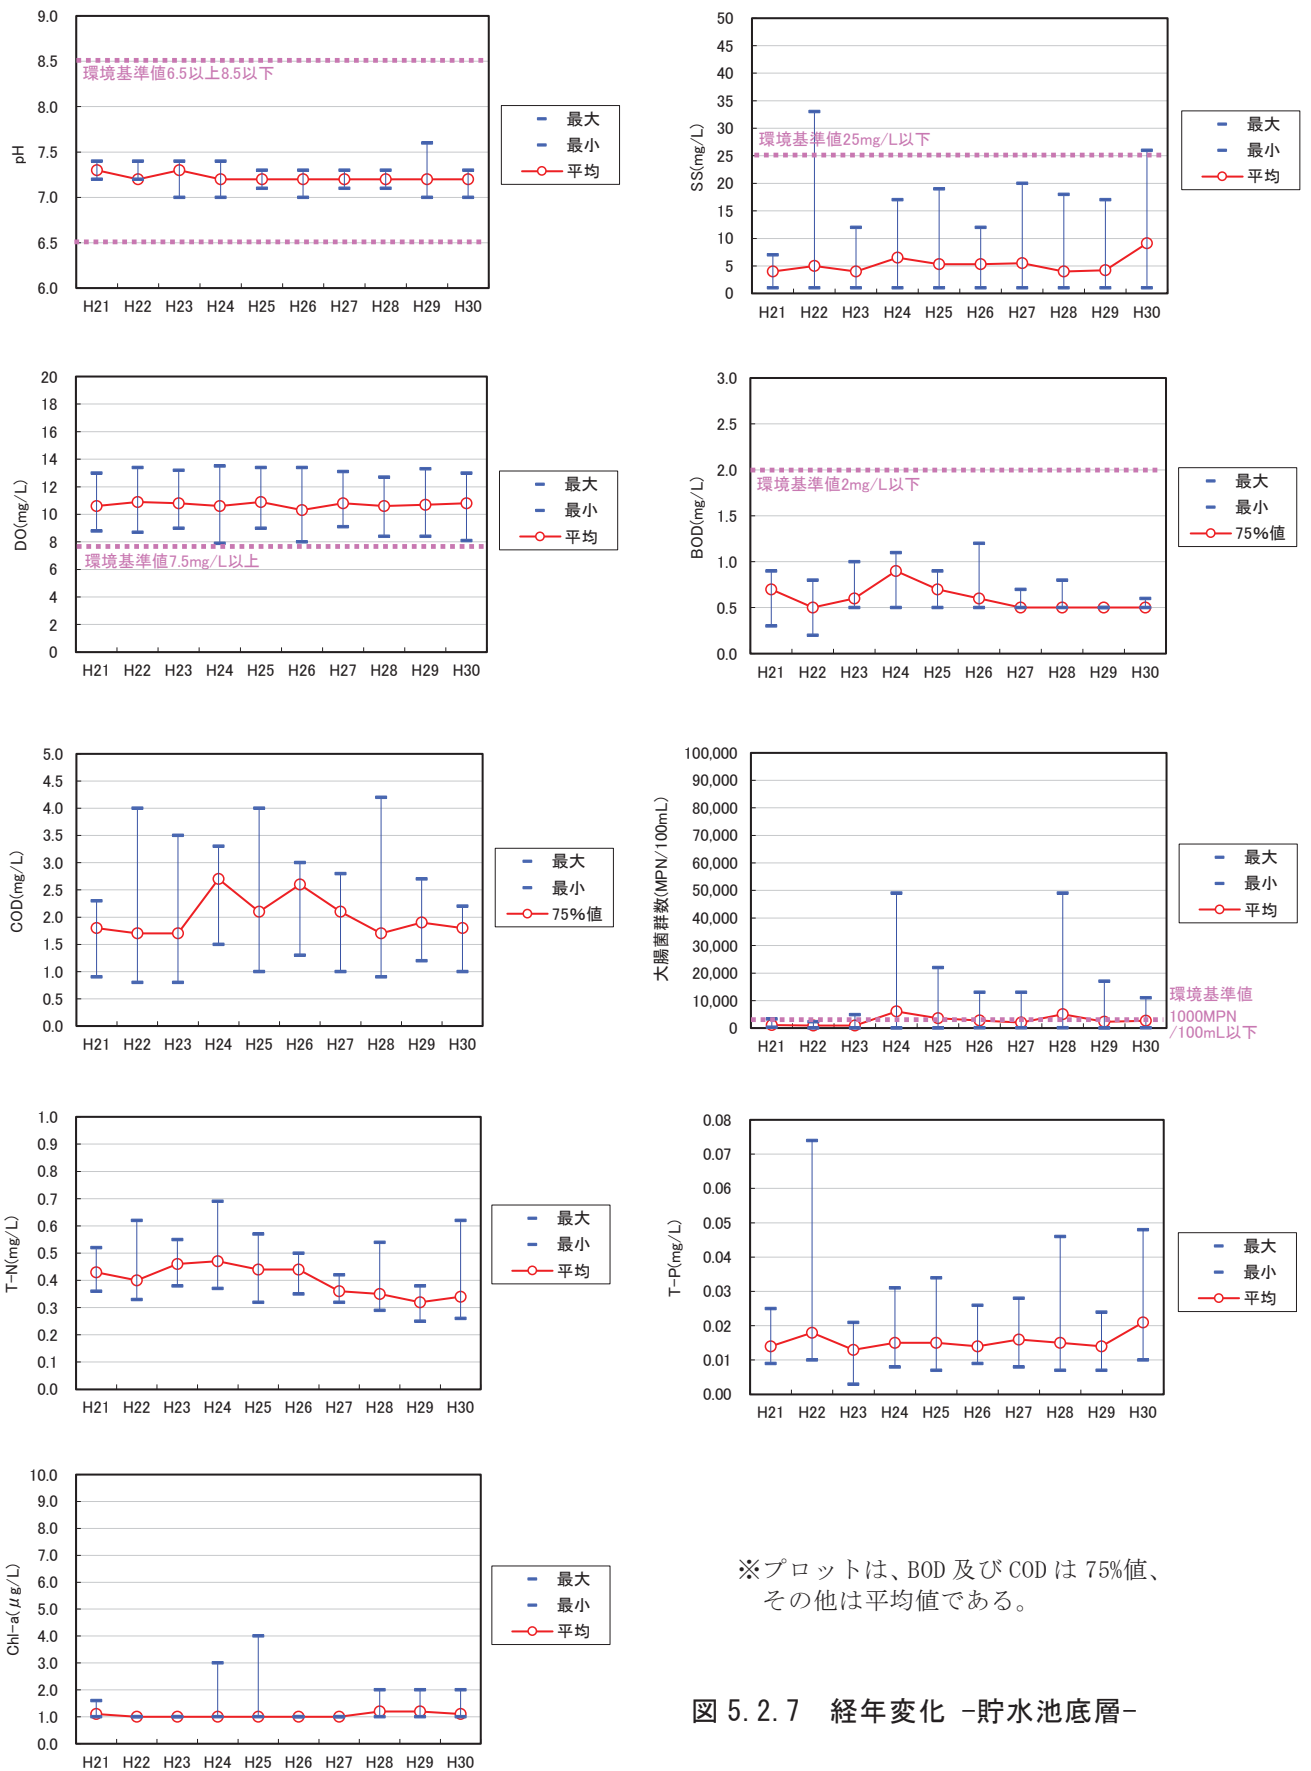 9.0
8.5
8.0
7.5
7.0
6.5
6.0
pH
環境基準値6.5以上8.5以下
H21 H22 H23 H24 H25 H26 H27 H28 H29 H30
最大
最小
平均
50
45
40
35
30
25
20
15
10
5
0
SS(mg/L)
環境基準値25mg/L以下
H21 H22 H23 H24 H25 H26 H27 H28 H29 H30
最大
最小
平均
20
18
16
14
12
10
8
6
4
2
0
DO(mg/L)
環境基準値7.5mg/L以上
H21 H22 H23 H24 H25 H26 H27 H28 H29 H30
最大
最小
平均
3.0
2.5
2.0
1.5
1.0
0.5
0.0
BOD(mg/L)
環境基準値2mg/L以下
H21 H22 H23 H24 H25 H26 H27 H28 H29 H30
最大
最小
75%値
5.0
4.5
4.0
3.5
3.0
2.5
2.0
1.5
1.0
0.5
0.0
COD(mg/L)
H21 H22 H23 H24 H25 H26 H27 H28 H29 H30
最大
最小
75%値
100,000
90,000
80,000
70,000
60,000
50,000
40,000
30,000
20,000
10,000
0
大腸菌群数(MPN/100mL)
H21 H22 H23 H24 H25 H26 H27 H28 H29 H30
最大
最小
平均
環境基準値
1000MPN
/100mL以下
1.0
0.9
0.8
0.7
0.6
0.5
0.4
0.3
0.2
0.1
0.0
T-N(mg/L)
H21 H22 H23 H24 H25 H26 H27 H28 H29 H30
最大
最小
平均
0.08
0.07
0.06
0.05
0.04
0.03
0.02
0.01
0.00
T-P(mg/L)
H21 H22 H23 H24 H25 H26 H27 H28 H29 H30
最大
最小
平均
10.0
9.0
8.0
7.0
6.0
5.0
4.0
3.0
2.0
1.0
0.0
Chl-a(μg/L)
H21 H22 H23 H24 H25 H26 H27 H28 H29 H30
最大
最小
平均
※プロットは、BOD 及び COD は 75%値、
その他は平均値である。
図 5.2.7 経年変化 -貯水池底層-